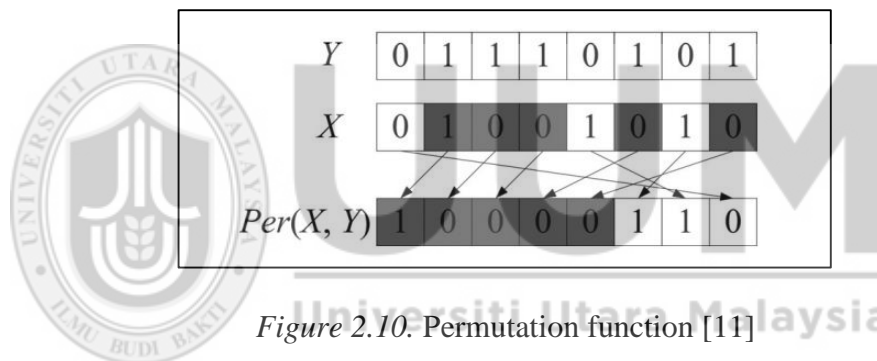 Y 0 1 1 1 0 1 0 1
X 0 1 0 0 1 0 1 0
Per(X, Y) 1 0 0 0 0 1 1 0
Figure 2.10. Permutation function [11]
UUM
Universiti Utara Malaysia
UNIVERSITI UTARA MALAYSIA
ILMU BUDI BAKTI